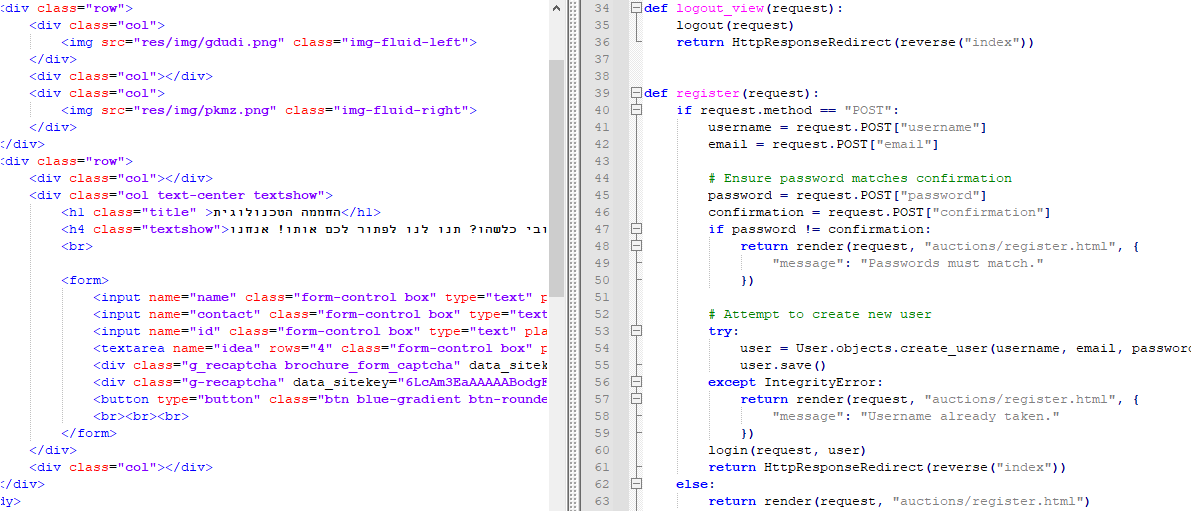 <div class="row">
<div class="col">
<img src="res/img/gdudi.png" class="img-fluid-left">
</div>
<div class="col"></div>
<div class="col">
<img src="res/img/pkmz.png" class="img-fluid-right">
</div>
</div>
<div class="row">
<div class="col"></div>
<div class="col text-center textshow">
<h1 class="title" >החממה הטכנולוגית</h1>
<h4 class="textshow">ובי כלשהו? תנו לנו לפתור לכם אותו! אנחנו
<br>
<form>
<input name="name" class="form-control box" type="text" p
<input name="contact" class="form-control box" type="text
<input name="id" class="form-control box" type="text" pla
<textarea name="idea" rows="4" class="form-control box" p
<div class="g_recaptcha brochure_form_captcha" data_sitek
<div class="g-recaptcha" data_sitekey="6LcAm3EaAAAAABodgF
<button type="button" class="btn blue-gradient btn-rounde
<br><br><br>
</form>
</div>
<div class="col"></div>
</div>
dy>
34 def logout_view(request):
35 logout(request)
36 return HttpResponseRedirect(reverse("index"))
37
38
39 def register(request):
40 if request.method == "POST":
41 username = request.POST["username"]
42 email = request.POST["email"]
43
44 # Ensure password matches confirmation
45 password = request.POST["password"]
46 confirmation = request.POST["confirmation"]
47 if password != confirmation:
48 return render(request, "auctions/register.html", {
49 "message": "Passwords must match."
50 })
51
52 # Attempt to create new user
53 try:
54 user = User.objects.create_user(username, email, passwor
55 user.save()
56 except IntegrityError:
57 return render(request, "auctions/register.html", {
58 "message": "Username already taken."
59 })
60 login(request, user)
61 return HttpResponseRedirect(reverse("index"))
62 else:
63 return render(request, "auctions/register.html")